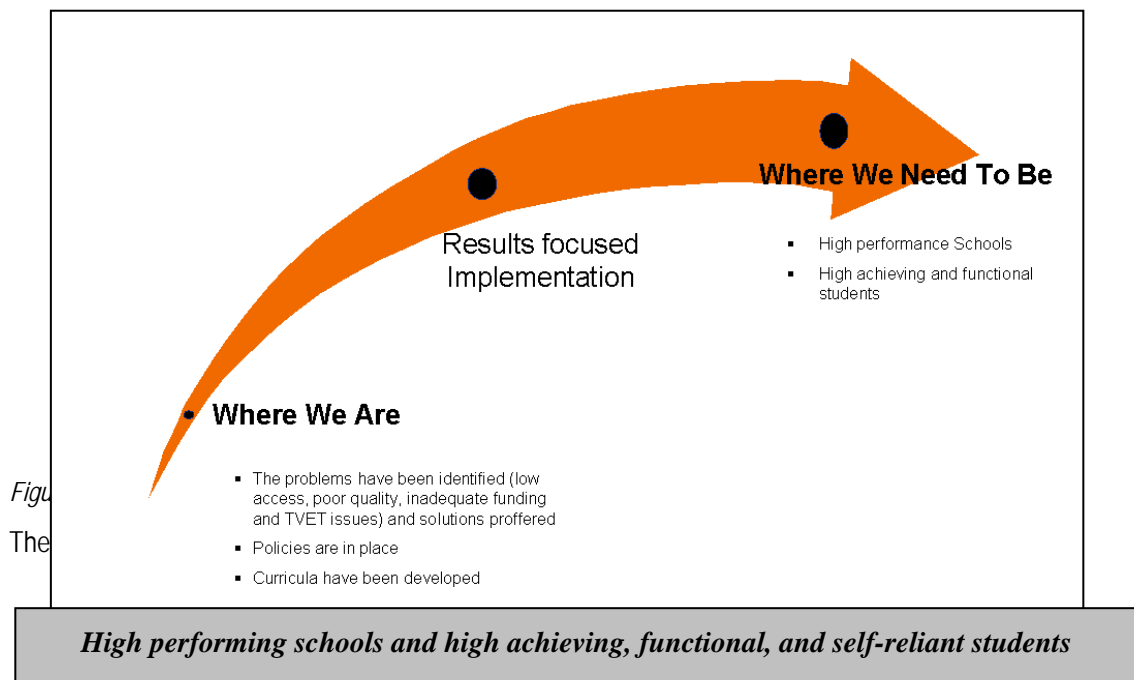 Where We Need To Be
Results focused
Implementation
▪ High performance Schools
▪ High achieving and functional
students
Where We Are
▪ The problems have been identified (low
access, poor quality, inadequate funding
and TVET issues) and solutions proffered
▪ Policies are in place
▪ Curricula have been developed
Figu
The
High performing schools and high achieving, functional, and self-reliant students